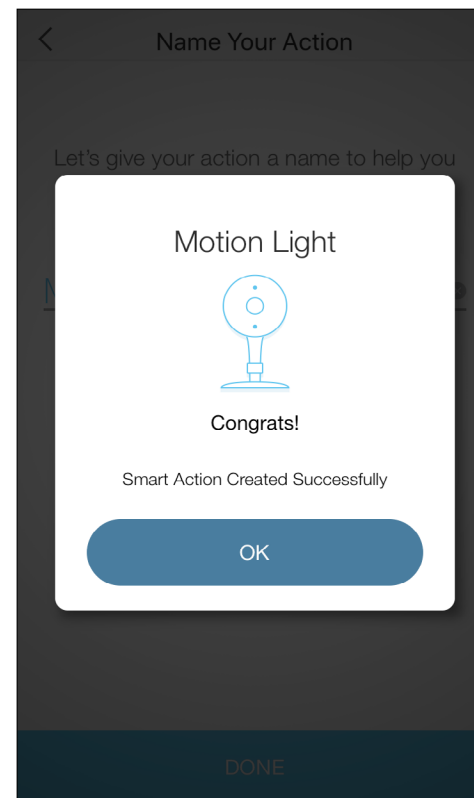 Name Your Action
Let's give your action a name to help you
Motion Light
Congrats!
Smart Action Created Successfully
OK
DONE